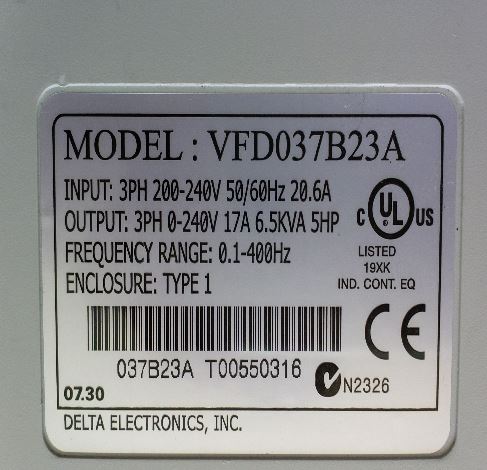 MODEL : VFD037B23A
INPUT: 3PH 200-240V 50/60Hz 20.6A
OUTPUT: 3PH 0-240V 17A 6.5KVA 5HP
FREQUENCY RANGE: 0.1-400Hz
ENCLOSURE: TYPE 1
C UL US
LISTED
19XK
IND. CONT. EQ
CE
037B23A T00550316
N2326
07.30
DELTA ELECTRONICS, INC.